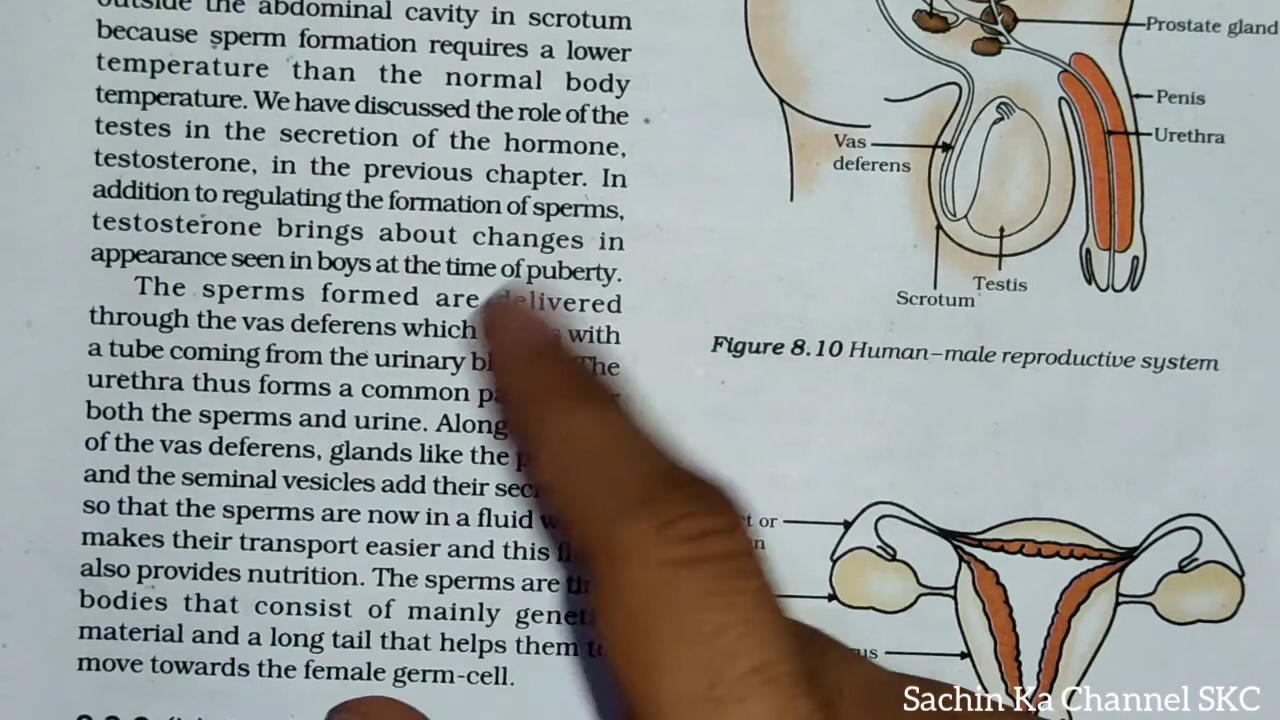 outside the abdominal cavity in scrotum
because sperm formation requires a lower
temperature than the normal body
temperature. We have discussed the role of the
testes in the secretion of the hormone,
testosterone, in the previous chapter. In
addition to regulating the formation of sperms,
testosterone brings about changes in
appearance seen in boys at the time of puberty.
The sperms formed are delivered
through the vas deferens which with
a tube coming from the urinary The
urethra thus forms a common
both the sperms and urine. Along
of the vas deferens, glands like the
and the seminal vesicles add their
so that the sperms are now in a fluid
makes their transport easier and this
also provides nutrition. The sperms are
bodies that consist of mainly
material and a long tail that helps them
move towards the female germ-cell.
Prostate gland
Penis
Urethra
Vas
deferens
Testis
Scrotum
Figure 8.10 Human–male reproductive system
or
Sachin Ka Channel SKC